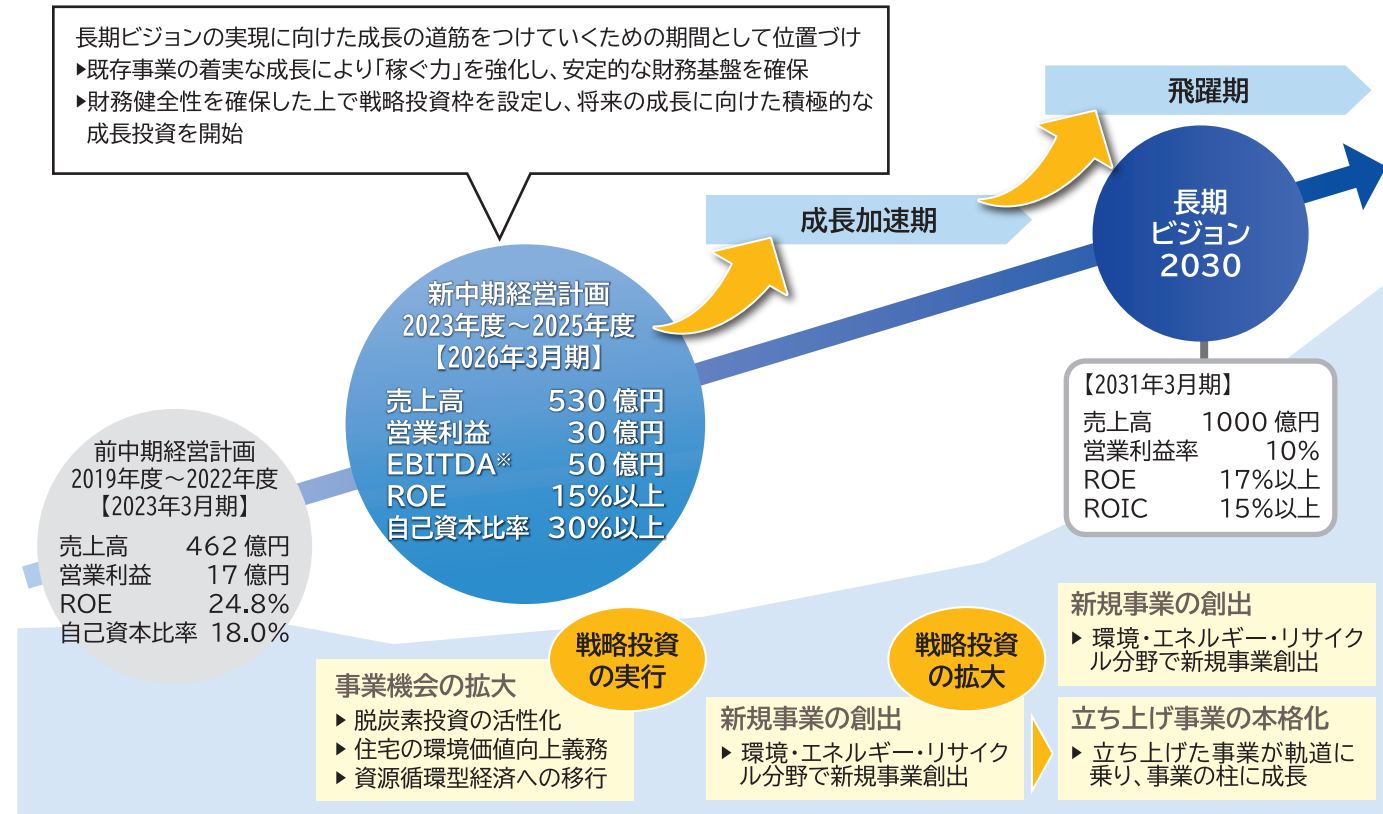 長期ビジョンの実現に向けた成長の道筋をつけていくための期間として位置づけ
▶既存事業の着実な成長により「稼ぐ力」を強化し、安定的な財務基盤を確保
▶財務健全性を確保した上で戦略投資枠を設定し、将来の成長に向けた積極的な
成長投資を開始
飛躍期
成長加速期
長期
ビジョン
2030
新中期経営計画
2023年度～2025年度
【2026年3月期】
売上高 530 億円
営業利益 30 億円
EBITDA※ 50 億円
ROE 15%以上
自己資本比率 30%以上
前中期経営計画
2019年度～2022年度
【2023年3月期】
売上高 462 億円
営業利益 17 億円
ROE 24.8%
自己資本比率 18.0%
【2031年3月期】
売上高 1000 億円
営業利益率 10%
ROE 17%以上
ROIC 15%以上
戦略投資
の実行
事業機会の拡大
▶ 脱炭素投資の活性化
▶ 住宅の環境価値向上義務
▶ 資源循環型経済への移行
戦略投資
の拡大
新規事業の創出
▶ 環境・エネルギー・リサイク
ル分野で新規事業創出
新規事業の創出
▶ 環境・エネルギー・リサイク
ル分野で新規事業創出
立ち上げ事業の本格化
▶ 立ち上げた事業が軌道に
乗り、事業の柱に成長